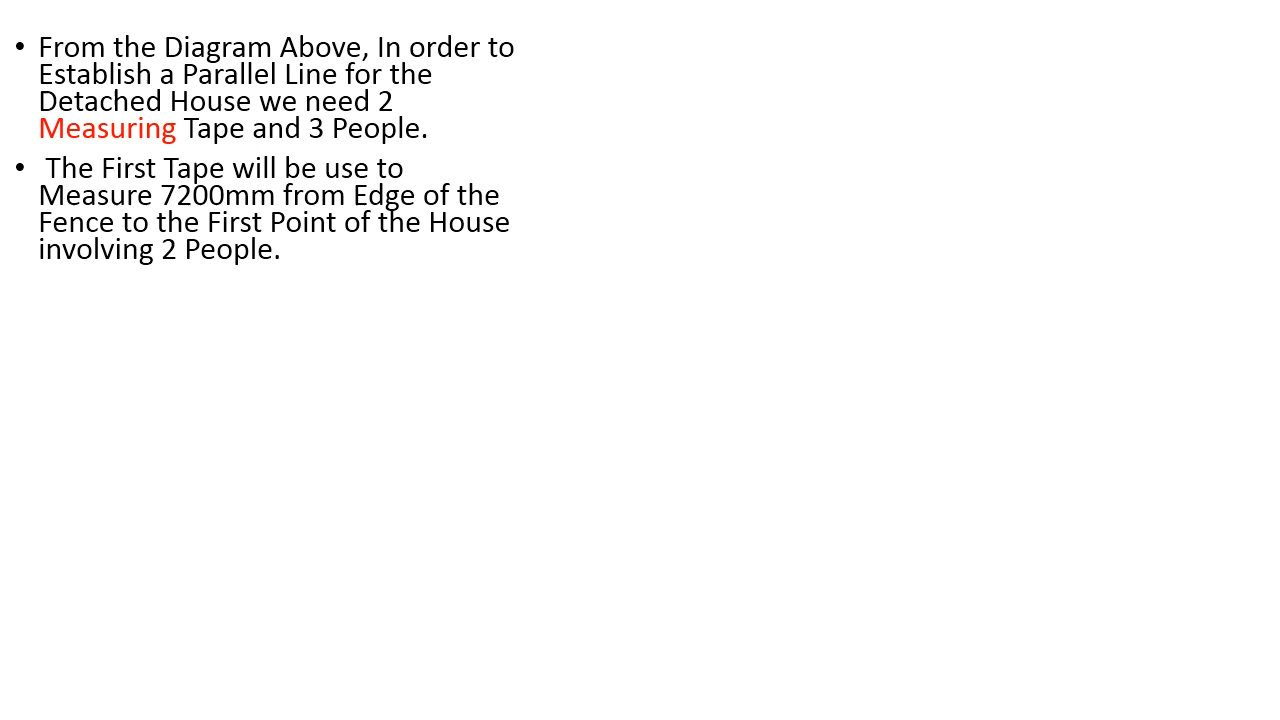 • From the Diagram Above, In order to
Establish a Parallel Line for the
Detached House we need 2
Measuring Tape and 3 People.
• The First Tape will be use to
Measure 7200mm from Edge of the
Fence to the First Point of the House
involving 2 People.